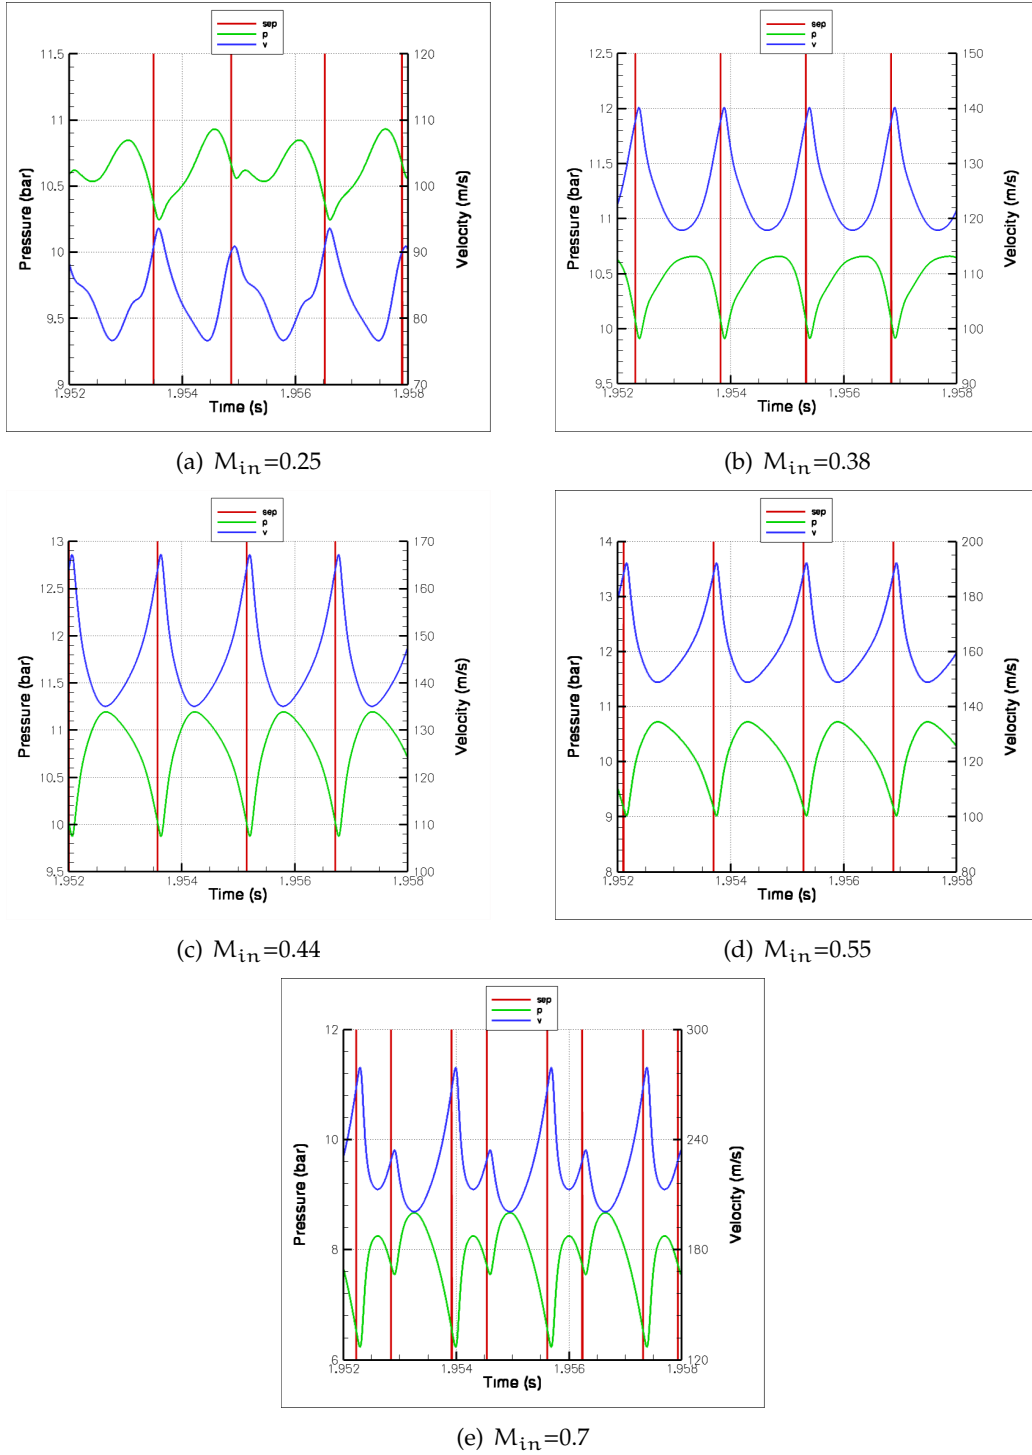 sep
p
v
11.5
11
10.5
10
9.5
9
120
110
100
90
80
70
1.952
1.954
1.956
1.958
Pressure (bar)
Velocity (m/s)
Time (s)
(a) M_in=0.25
sep
p
v
12.5
12
11.5
11
10.5
10
9.5
150
140
130
120
110
100
90
1.952
1.954
1.956
1.958
Pressure (bar)
Velocity (m/s)
Time (s)
(b) M_in=0.38
sep
p
v
13
12.5
12
11.5
11
10.5
10
9.5
170
160
150
140
130
120
110
100
1.952
1.954
1.956
1.958
Pressure (bar)
Velocity (m/s)
Time (s)
(c) M_in=0.44
sep
p
v
14
13
12
11
10
9
8
200
180
160
140
120
100
80
1.952
1.954
1.956
1.958
Pressure (bar)
Velocity (m/s)
Time (s)
(d) M_in=0.55
sep
p
v
12
10
8
6
300
240
180
120
1.952
1.954
1.956
1.958
Pressure (bar)
Velocity (m/s)
Time (s)
(e) M_in=0.7